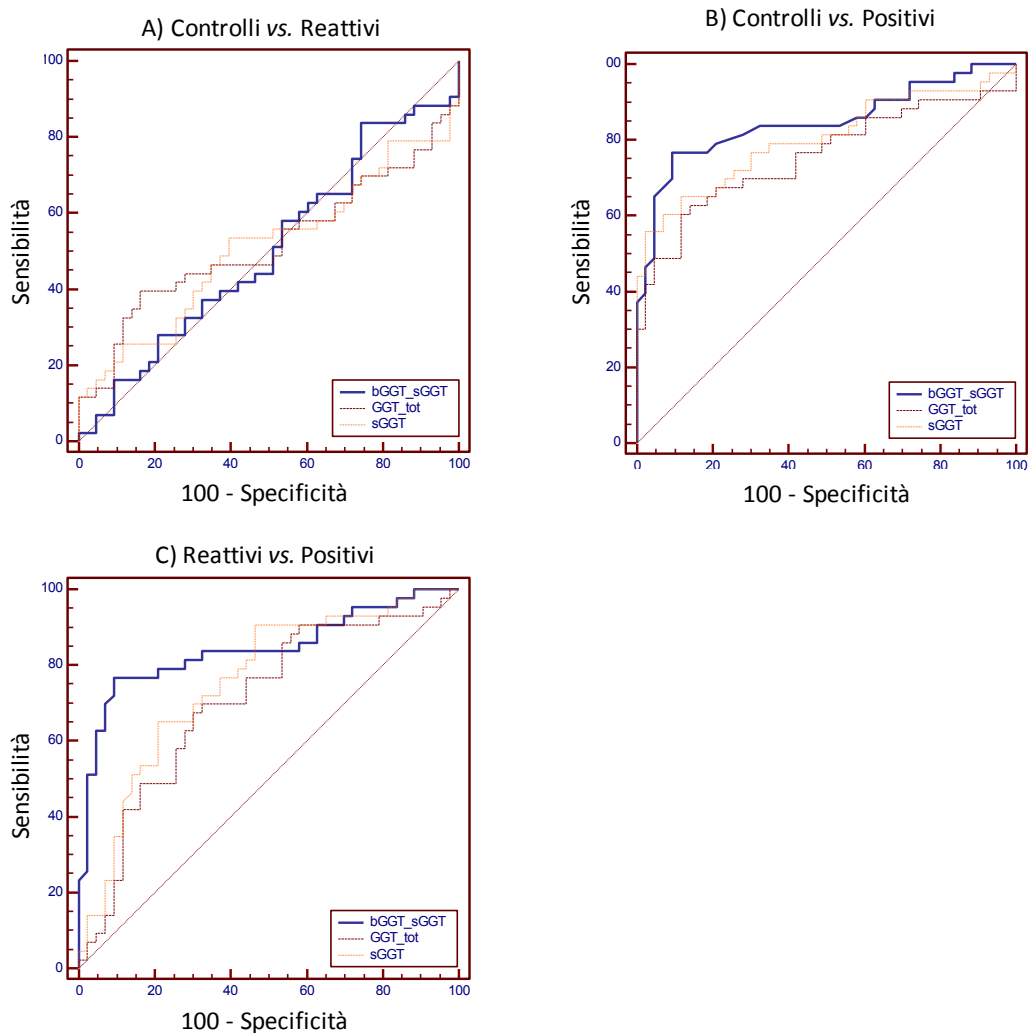 A) Controlli vs. Reattivi
100
80
60
40
20
0
Sensibilità
bGGT_sGGT
GGT_tot
sGGT
0 20 40 60 80 100
100 - Specificità
B) Controlli vs. Positivi
00
80
60
40
20
0
Sensibilità
bGGT_sGGT
GGT_tot
sGGT
0 20 40 60 80 100
100 - Specificità
C) Reattivi vs. Positivi
100
80
60
40
20
0
Sensibilità
bGGT_sGGT
GGT_tot
sGGT
0 20 40 60 80 100
100 - Specificità